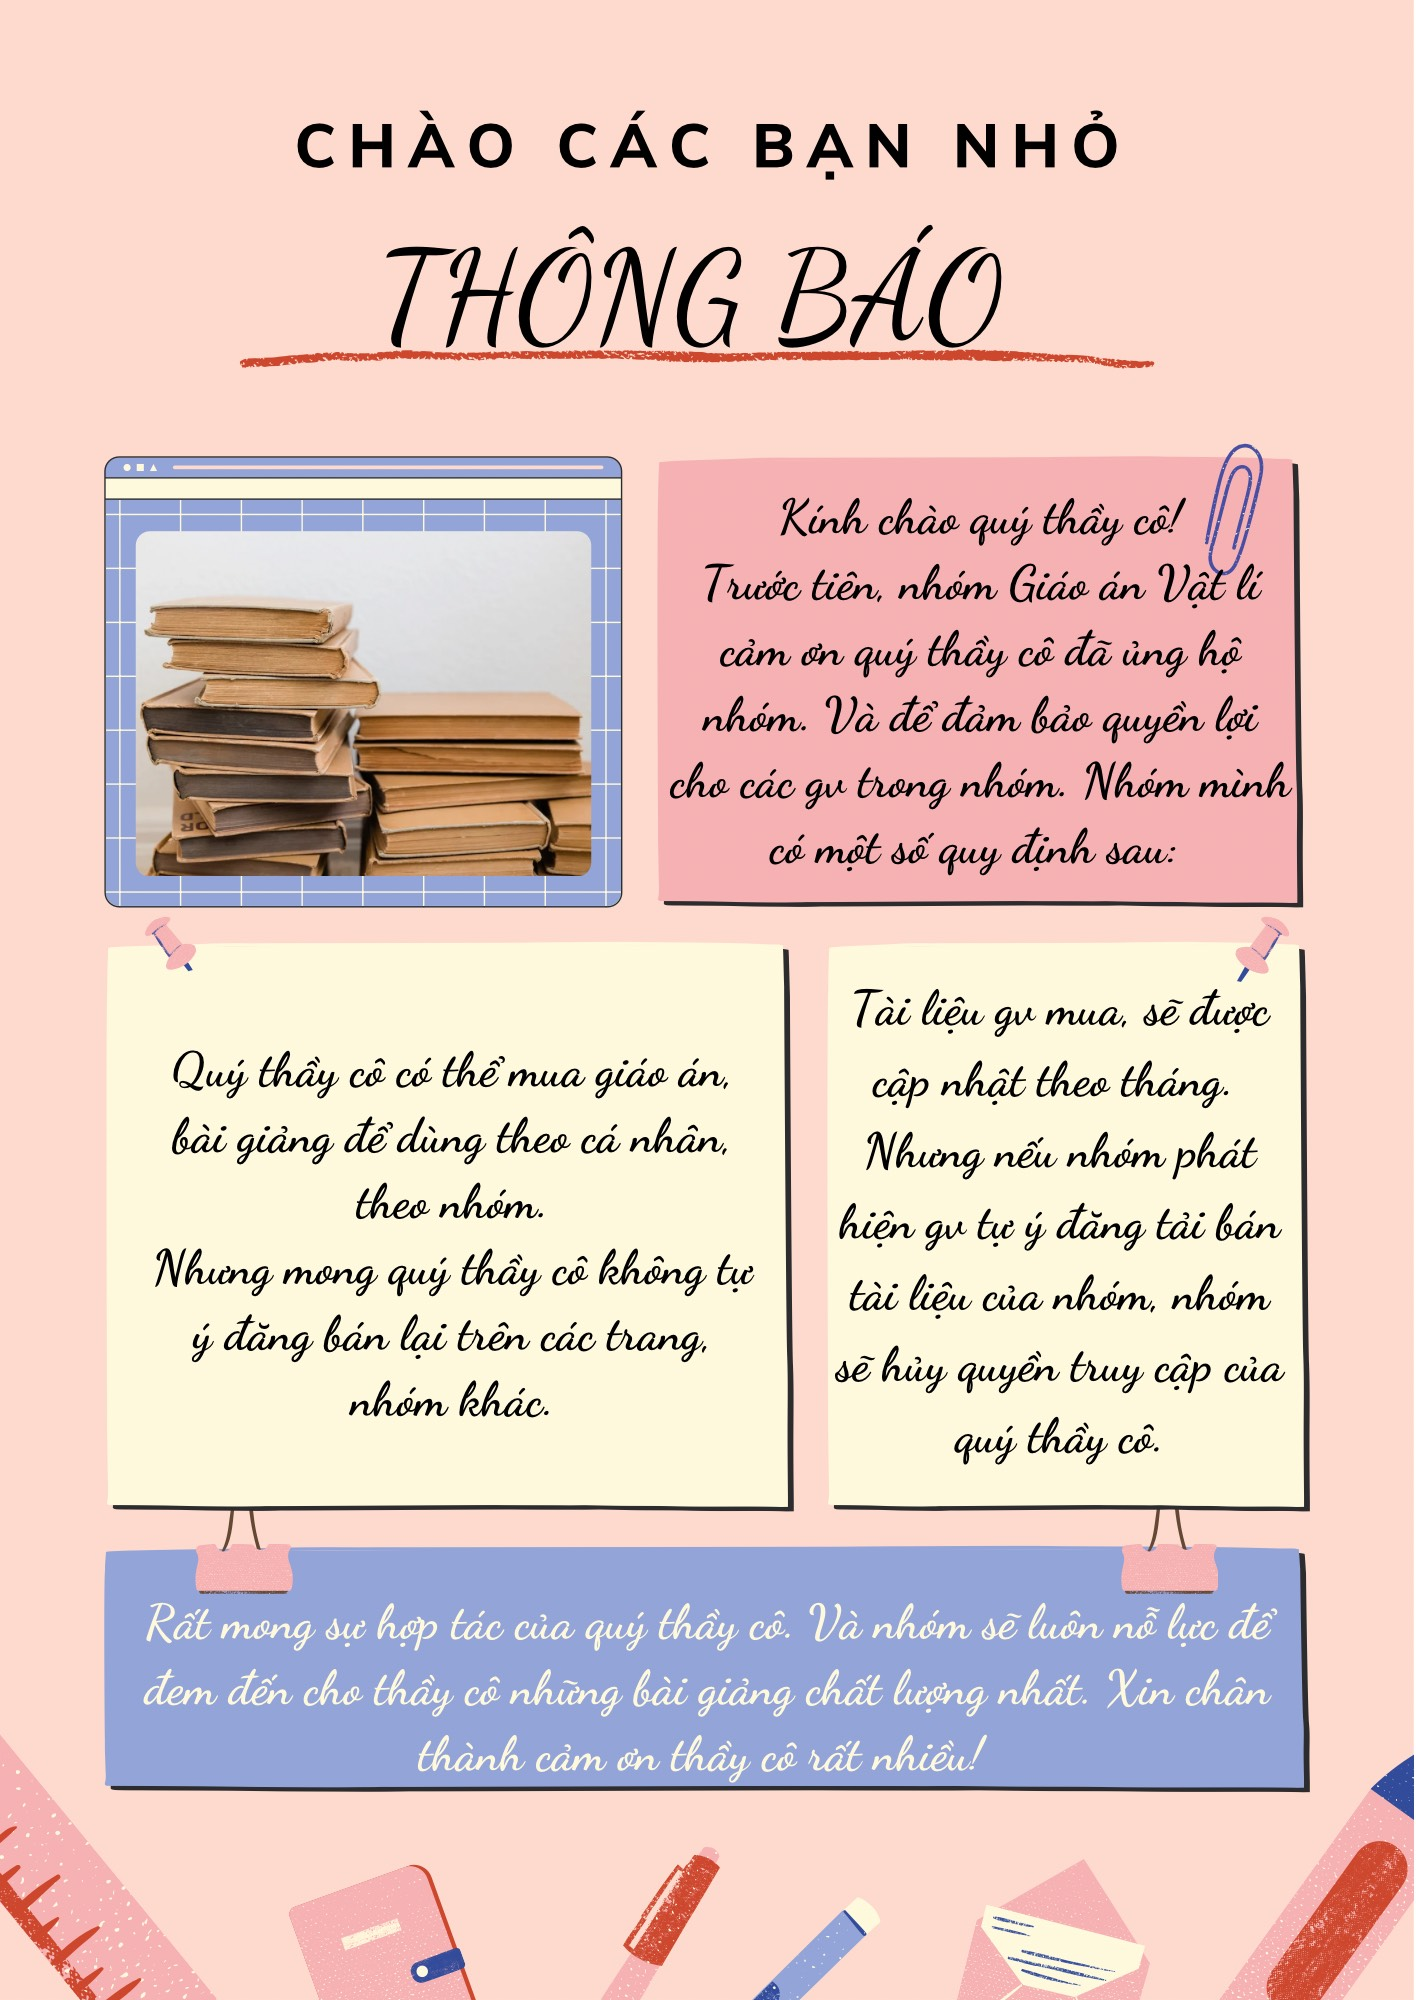 CHÀO CÁC BẠN NHỎ
THÔNG BÁO
Kính chào quý thầy cô!
Trước tiên, nhóm Giáo án Vật lí
cảm ơn quý thầy cô đã ủng hộ
nhóm. Và để đảm bảo quyền lợi
cho các gv trong nhóm. Nhóm mình
có một số quy định sau:
Quý thầy cô có thể mua giáo án,
bài giảng để dùng theo cá nhân,
theo nhóm.
Nhưng mong quý thầy cô không tự
ý đăng bán lại trên các trang,
nhóm khác.
Tài liệu gv mua, sẽ được
cập nhật theo tháng.
Nhưng nếu nhóm phát
hiện gv tự ý đăng tải bán
tài liệu của nhóm, nhóm
sẽ hủy quyền truy cập của
quý thầy cô.
Rất mong sự hợp tác của quý thầy cô. Và nhóm sẽ luôn nỗ lực để
đem đến cho thầy cô những bài giảng chất lượng nhất. Xin chân
thành cảm ơn thầy cô rất nhiều!